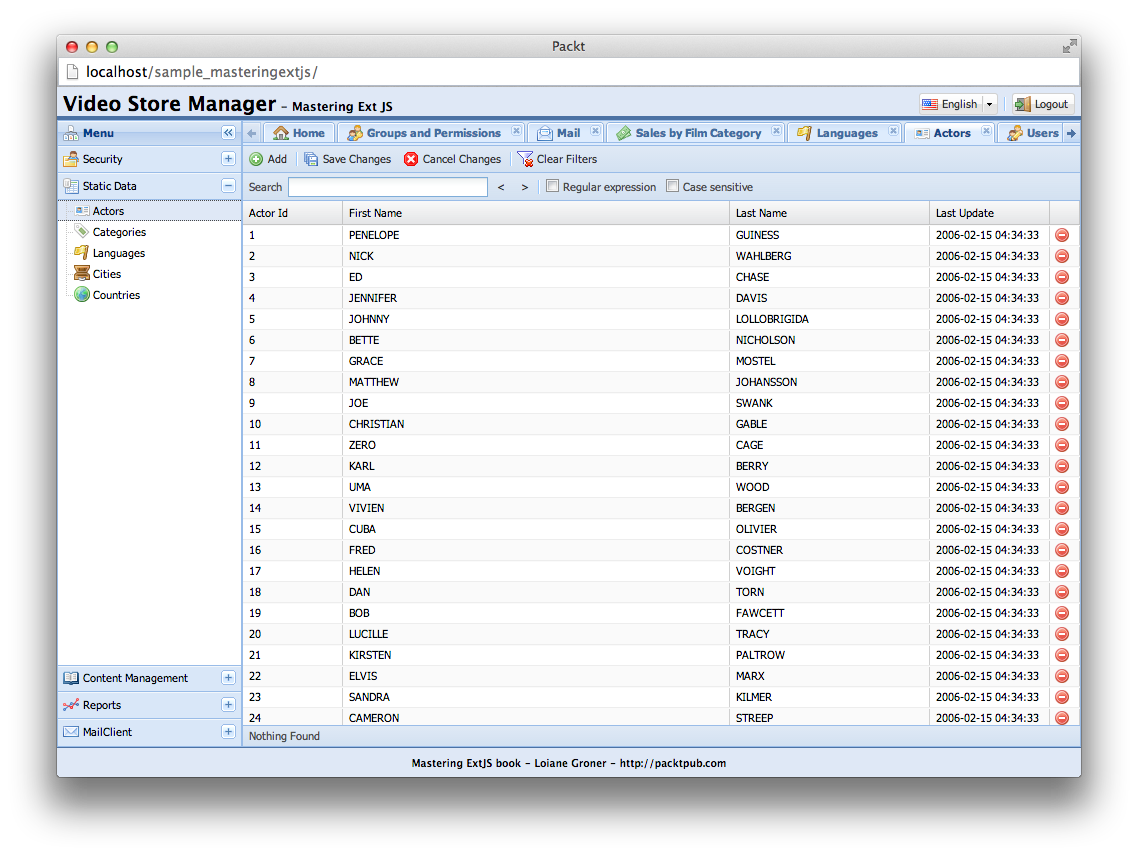 Packt
localhost/sample_masteringextjs/
Video Store Manager - Mastering Ext JS English Logout
Menu Home Groups and Permissions Mail Sales by Film Category Languages Actors Users
Security + Add Save Changes Cancel Changes Clear Filters
Static Data Search < > Regular expression Case sensitive
Actors
Categories
Languages
Cities
Countries
Content Management
Reports
MailClient
Actor Id First Name Last Name Last Update
1 PENELOPE GUINESS 2006-02-15 04:34:33
2 NICK WAHLBERG 2006-02-15 04:34:33
3 ED CHASE 2006-02-15 04:34:33
4 JENNIFER DAVIS 2006-02-15 04:34:33
5 JOHNNY LOLLOBRIGIDA 2006-02-15 04:34:33
6 BETTE NICHOLSON 2006-02-15 04:34:33
7 GRACE MOSTEL 2006-02-15 04:34:33
8 MATTHEW JOHANSSON 2006-02-15 04:34:33
9 JOE SWANK 2006-02-15 04:34:33
10 CHRISTIAN GABLE 2006-02-15 04:34:33
11 ZERO CAGE 2006-02-15 04:34:33
12 KARL BERRY 2006-02-15 04:34:33
13 UMA WOOD 2006-02-15 04:34:33
14 VIVIEN BERGEN 2006-02-15 04:34:33
15 CUBA OLIVIER 2006-02-15 04:34:33
16 FRED COSTNER 2006-02-15 04:34:33
17 HELEN VOIGHT 2006-02-15 04:34:33
18 DAN TORN 2006-02-15 04:34:33
19 BOB FAWCETT 2006-02-15 04:34:33
20 LUCILLE TRACY 2006-02-15 04:34:33
21 KIRSTEN PALTROW 2006-02-15 04:34:33
22 ELVIS MARX 2006-02-15 04:34:33
23 SANDRA KILMER 2006-02-15 04:34:33
24 CAMERON STREEP 2006-02-15 04:34:33
Nothing Found
Mastering ExtJS book - Loiane Groner - http://packtpub.com